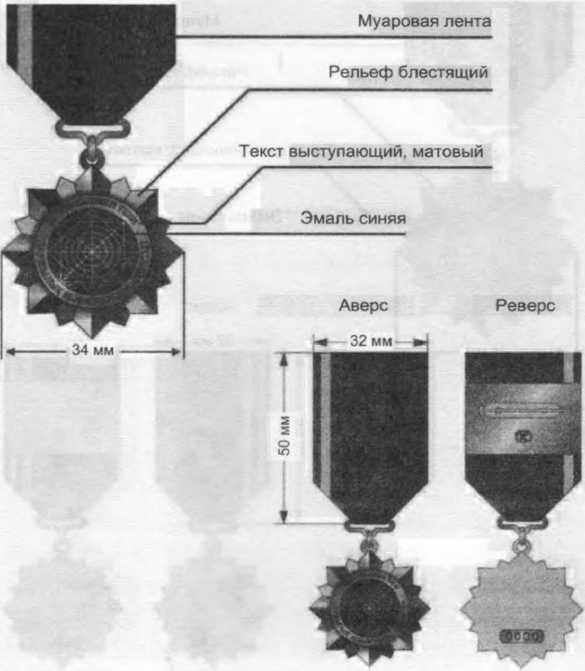 Муаровая лента
Рельеф блестящий
Текст выступающий, матовый
Эмаль синяя
Аверс
Реверс
34 мм
32 мм
50 мм